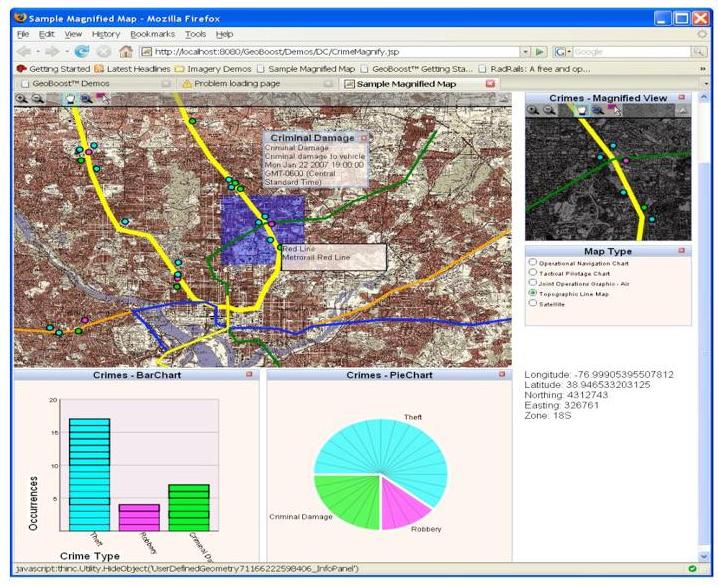 Sample Magnified Map - Mozilla Firefox
File Edit View History Bookmarks Tools Help
http://localhost:8080/GeoBoost/Demos/DC/CrimeMagnify.jsp
Google
Getting Started Latest Headlines Imagery Demos Sample Magnified Map GeoBoost™ Getting Sta... RadRails: A free and op...
GeoBoost™ Demos Problem loading page Sample Magnified Map
Crimes - Magnified View
Criminal Damage
Criminal Damage
Criminal damage to vehicle
Mon Jan 22 2007 19:00:00
GMT-0600 (Central
Standard Time)
Red Line
Metrorail Red Line
Map Type
Operational Navigation Chart
Tactical Pilotage Chart
Joint Operations Graphic - Air
Topographic Line Map
Satellite
Longitude: -76.99905395507812
Latitude: 38.946533203125
Northing: 4312743
Easting: 326761
Zone: 18S
Crimes - BarChart
20
15
10
5
Occurrences
Theft
Robbery
Criminal Da
Crime Type
Crimes - PieChart
Theft
Criminal Damage
Robbery
javascript:thinc.Utility.HideObject('UserDefinedGeometry71166222598406_InfoPanel')